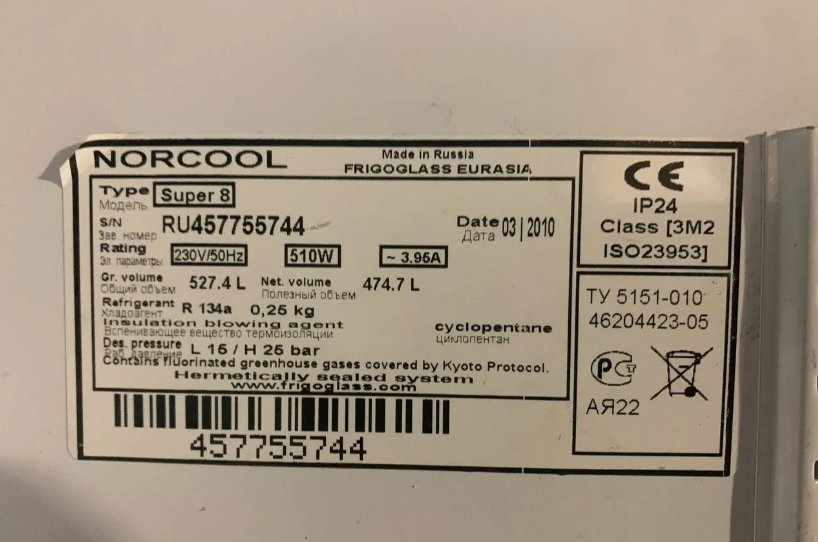 NORCOOL
Made in Russia
FRIGOGLASS EURASIA
Type Super 8
Модель
S/N RU457755744
Зав. номер
Date 03 | 2010
Дата
Rating 230V/50Hz 510W ~ 3.95A
Эл параметры
Gr. volume 527.4 L Net. volume 474.7 L
Общий объем Полезный объем
Refrigerant R 134a 0,25 kg
Хладоагент
Insulation blowing agent cyclopentane
Вспенивающее вещество термоизоляции циклопентан
Des. pressure L 15 / H 25 bar
Раб давление
Contains fluorinated greenhouse gases covered by Kyoto Protocol.
Hermetically sealed system
www.frigoglass.com
457755744
CE
IP24
Class [3M2
ISO23953]
ТУ 5151-010
46204423-05
РСТ
АЯ22